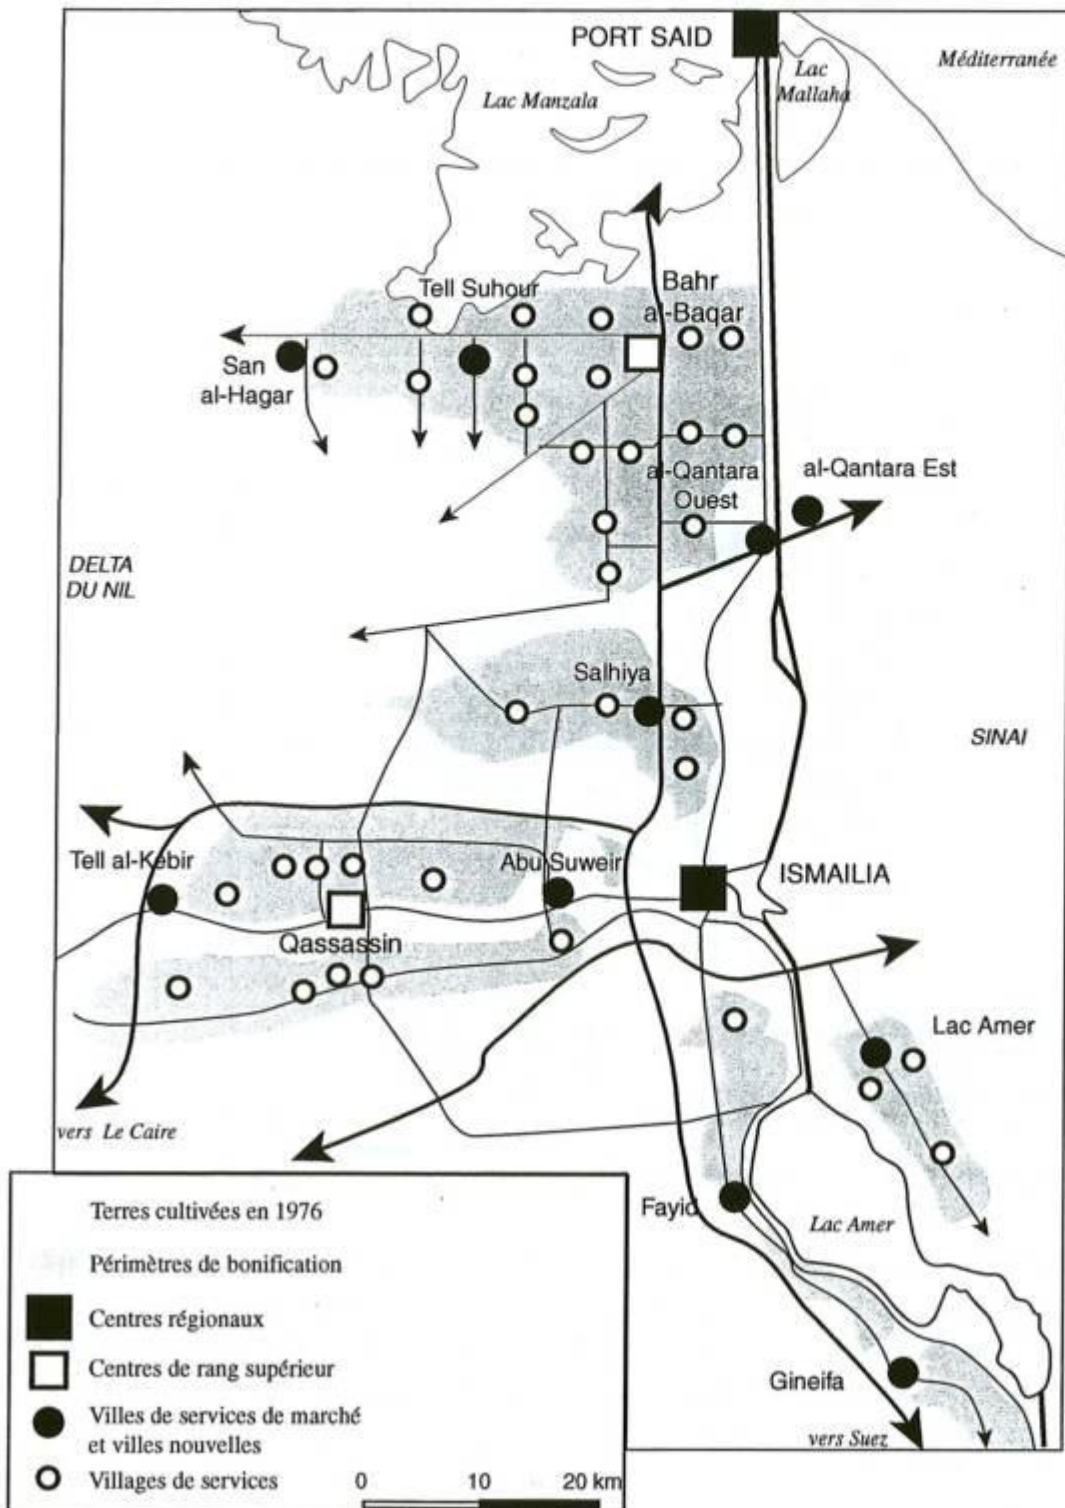 PORT SAID
Méditerranée
Lac
Mallaha
Lac Manzala
Tell Suhour
Bahr
al-Baqar
San
al-Hagar
al-Qantara
Ouest
al-Qantara Est
DELTA
DU NIL
Salhiya
SINAI
Tell al-Kebir
Abu Suweir
ISMAILIA
Qassassin
Lac Amer
vers Le Caire
Fayid
Lac Amer
Gineifa
vers Suez
Terres cultivées en 1976
Périmètres de bonification
Centres régionaux
Centres de rang supérieur
Villes de services de marché
et villes nouvelles
Villages de services
0 10 20 km